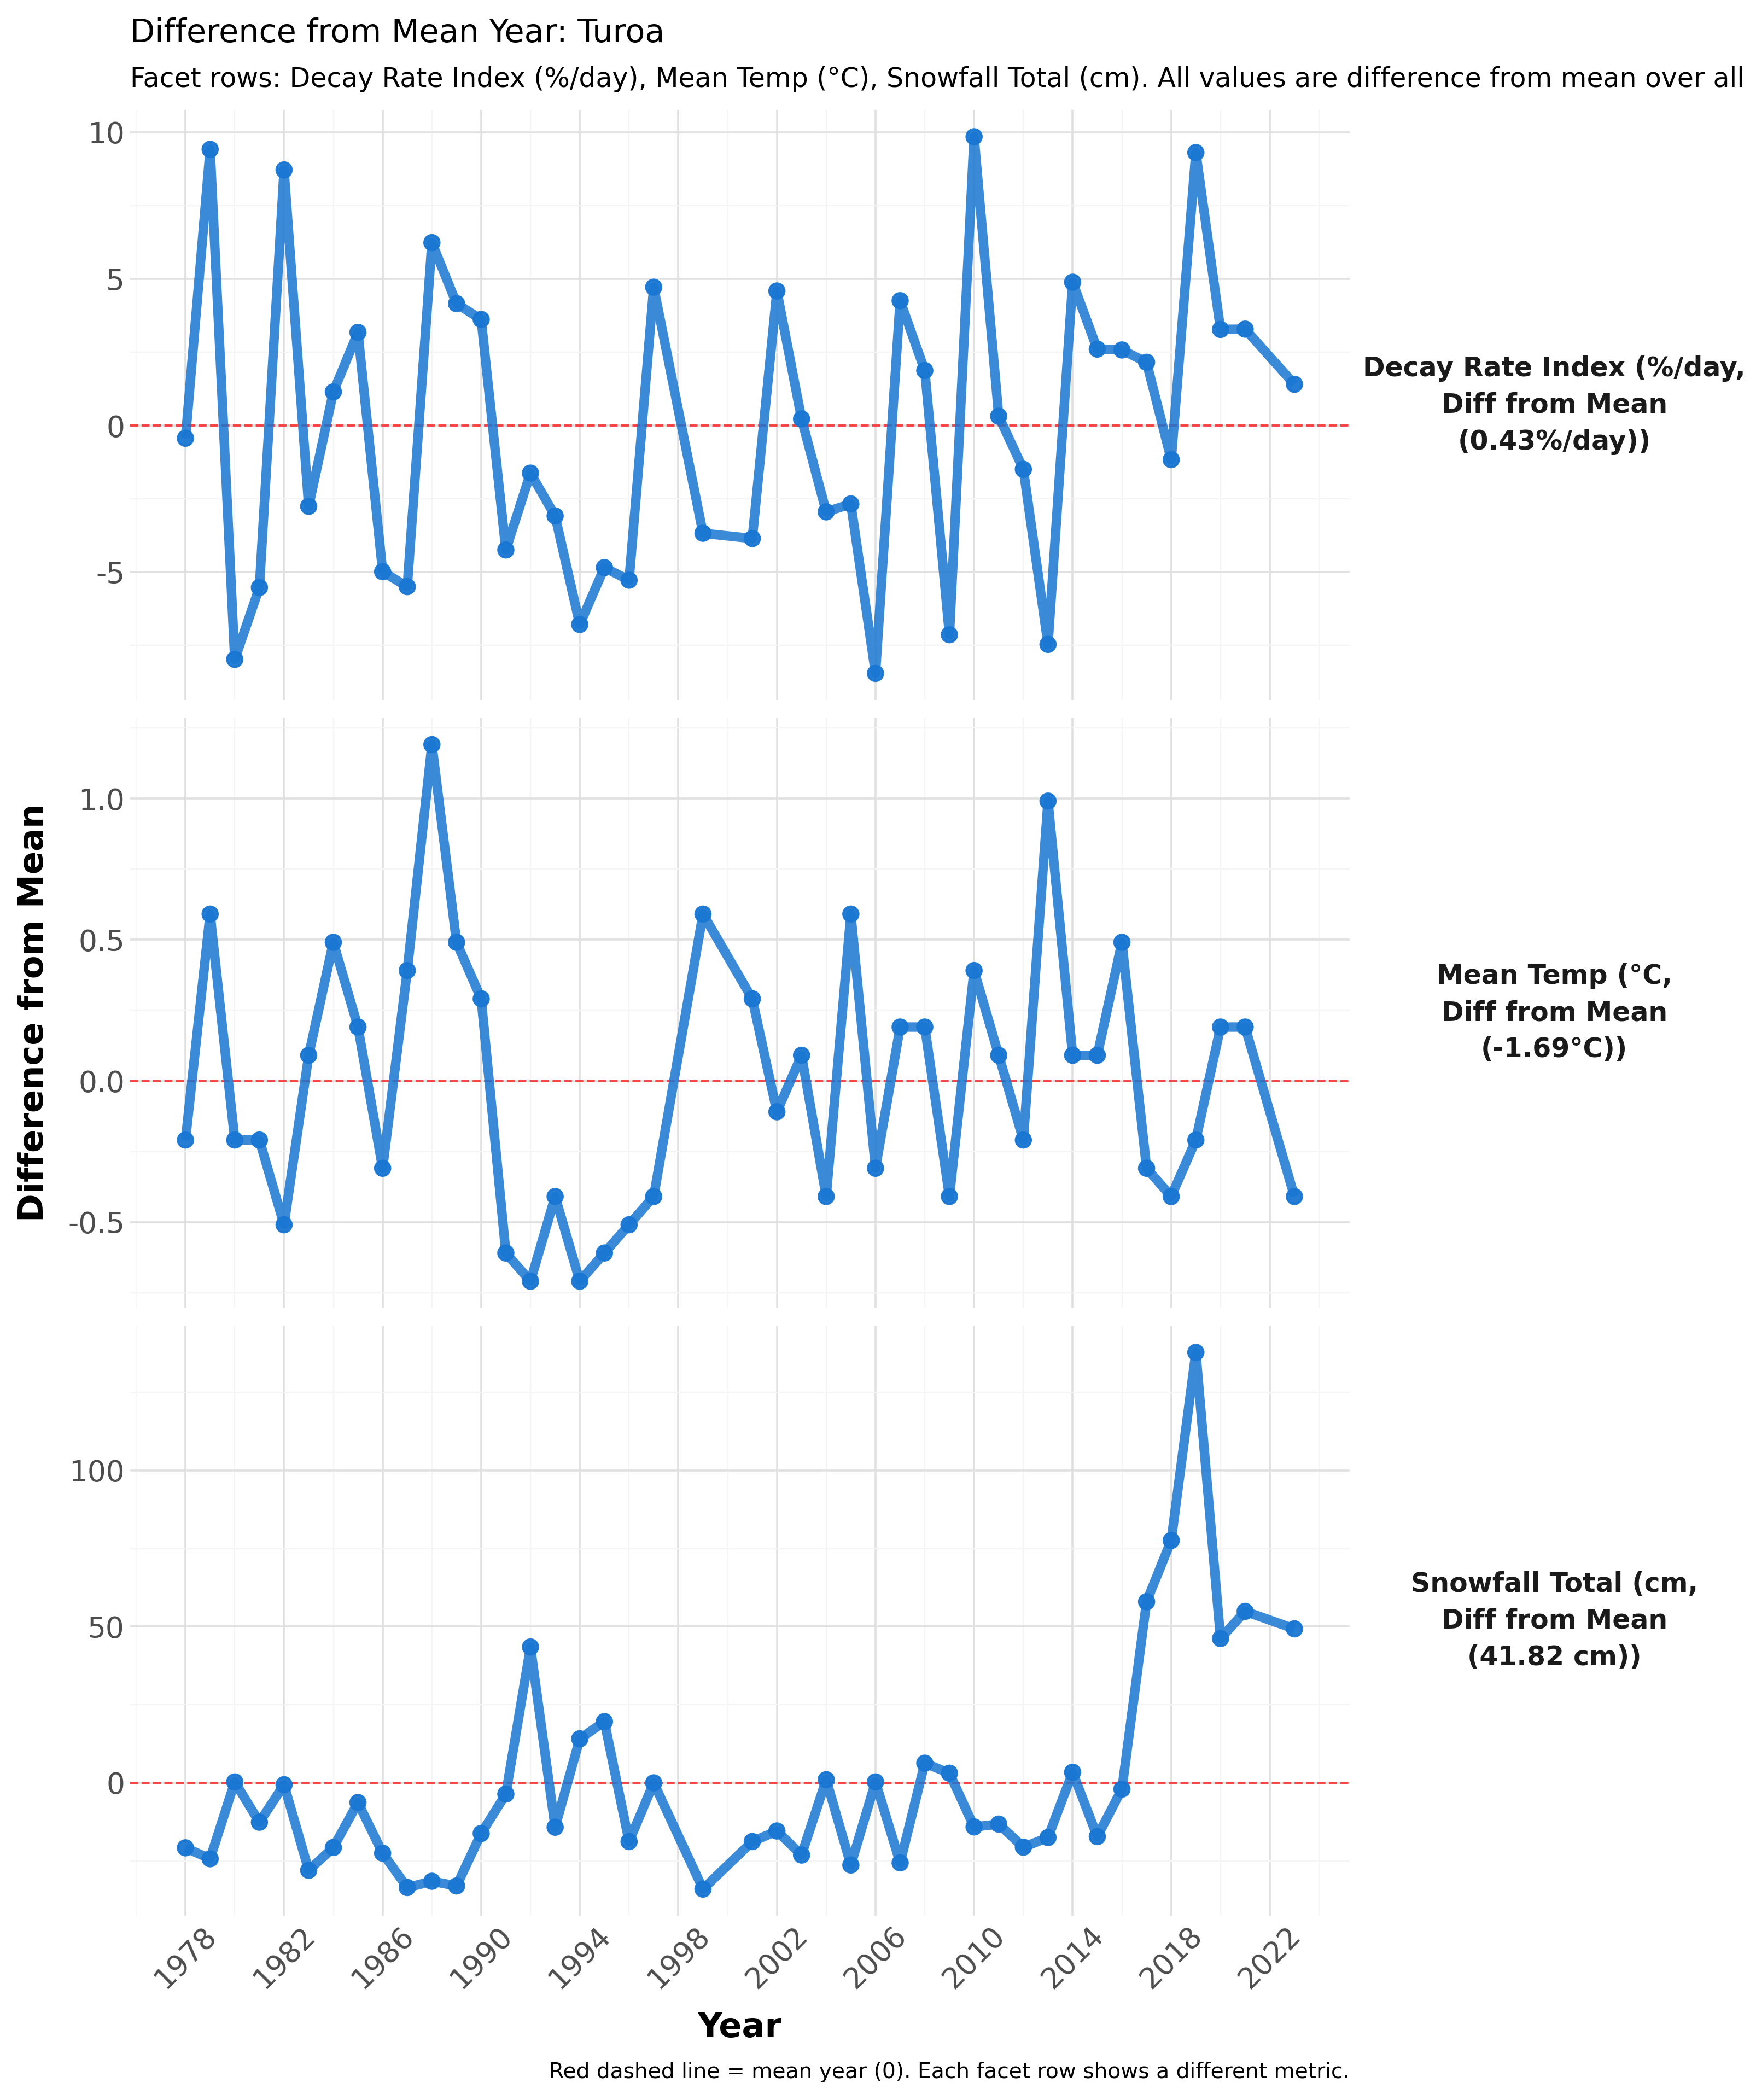 Difference from Mean Year: Turoa
Facet rows: Decay Rate Index (%/day), Mean Temp (°C), Snowfall Total (cm). All values are difference from mean over all
10
5
0
-5
Decay Rate Index (%/day,
Diff from Mean
(0.43%/day))
Difference from Mean
1.0
0.5
0.0
-0.5
Mean Temp (°C,
Diff from Mean
(-1.69°C))
100
50
0
Snowfall Total (cm,
Diff from Mean
(41.82 cm))
1978 1982 1986 1990 1994 1998 2002 2006 2010 2014 2018 2022
Year
Red dashed line = mean year (0). Each facet row shows a different metric.